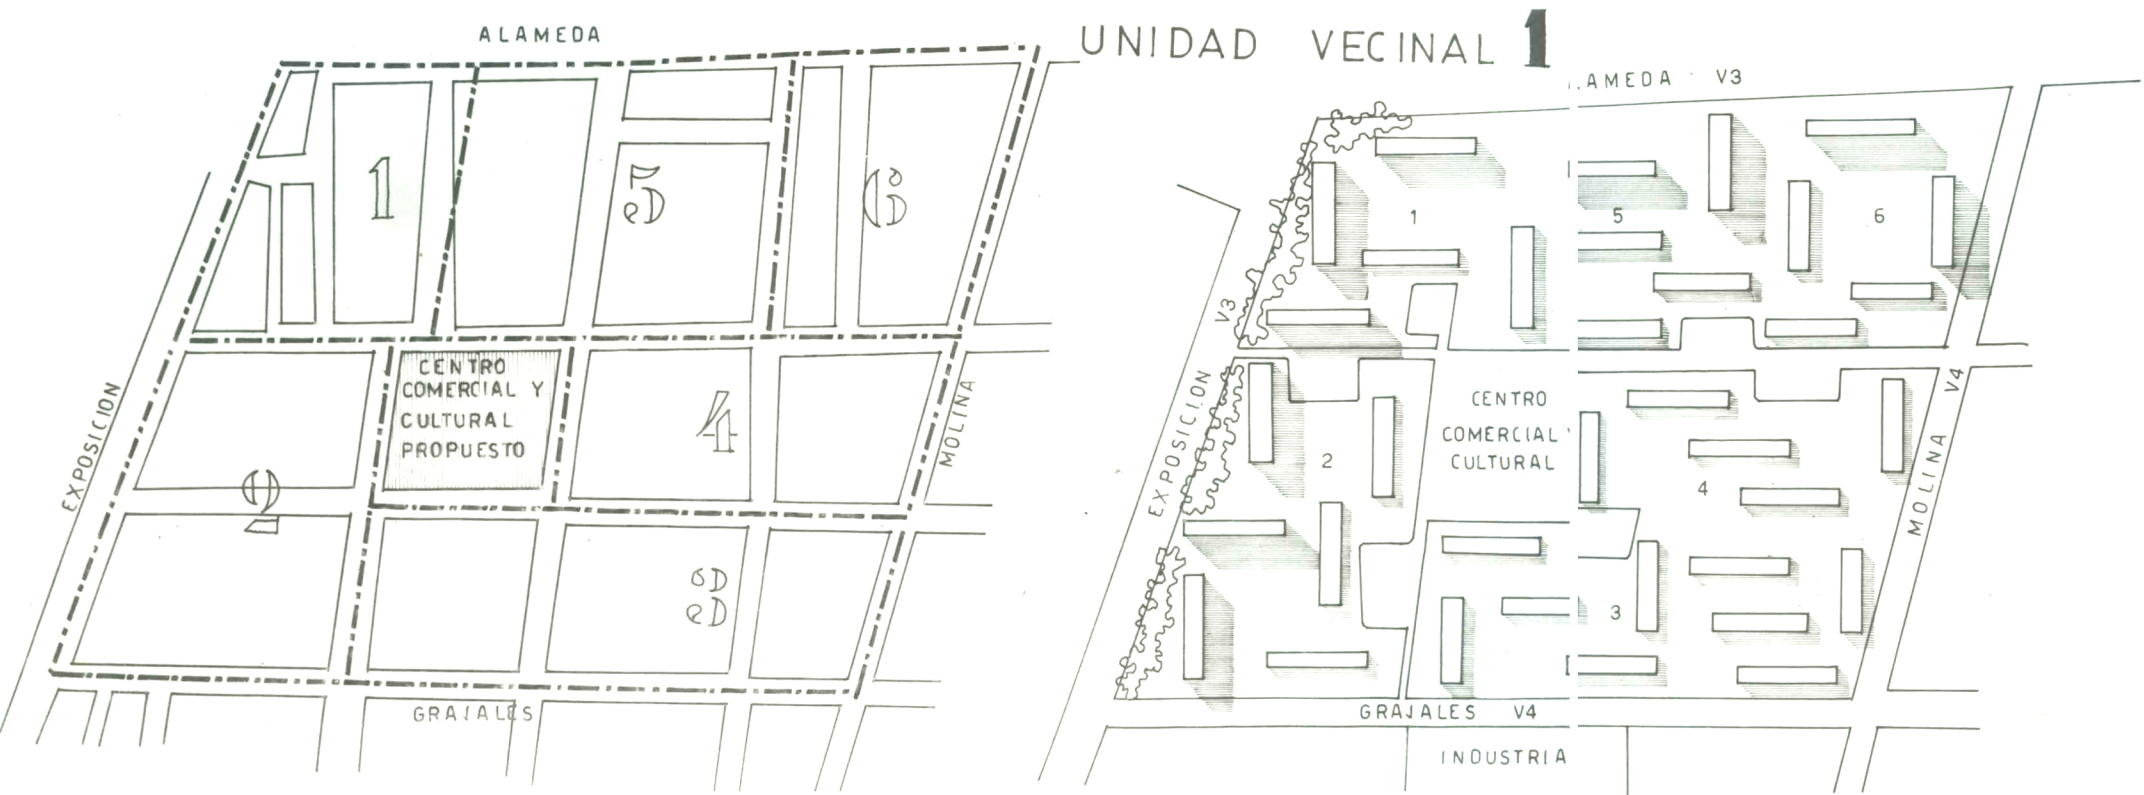 ALAMEDA
1
5
6
CENTRO
COMERCIAL Y
CULTURAL
PROPUESTO
4
2
3
EXPOSICION
MOLINA
GRAJALES
UNIDAD VECINAL 1
.AMEDA V3
1
5
6
V3
EXPOSICION
2
CENTRO
COMERCIAL Y
CULTURAL
4
3
V4
MOLINA
GRAJALES V4
INDUSTRIA